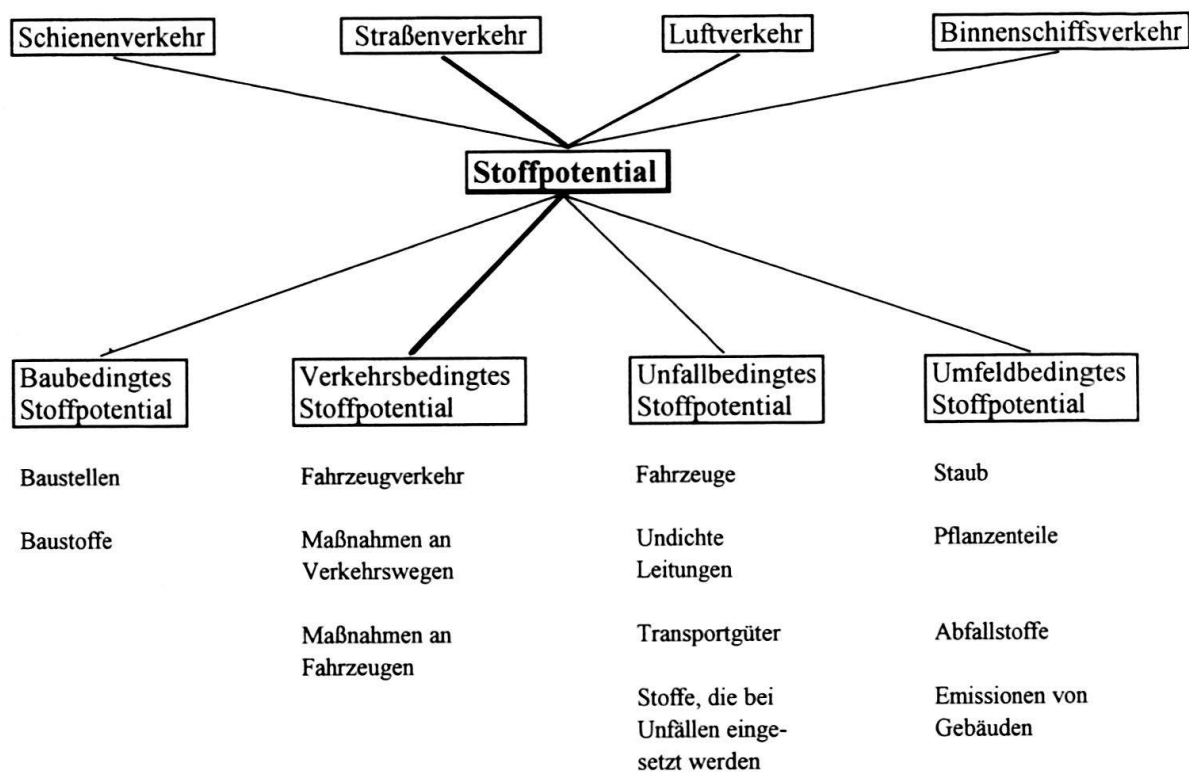 Schienenverkehr
Straßenverkehr
Luftverkehr
Binnenschiffsverkehr
Stoffpotential
Baubedingtes
Stoffpotential
Verkehrsbedingtes
Stoffpotential
Unfallbedingtes
Stoffpotential
Umfeldbedingtes
Stoffpotential
Baustellen
Baustoffe
Fahrzeugverkehr
Maßnahmen an
Verkehrswegen
Maßnahmen an
Fahrzeugen
Fahrzeuge
Undichte
Leitungen
Transportgüter
Stoffe, die bei
Unfällen einge-
setzt werden
Staub
Pflanzenteile
Abfallstoffe
Emissionen von
Gebäuden